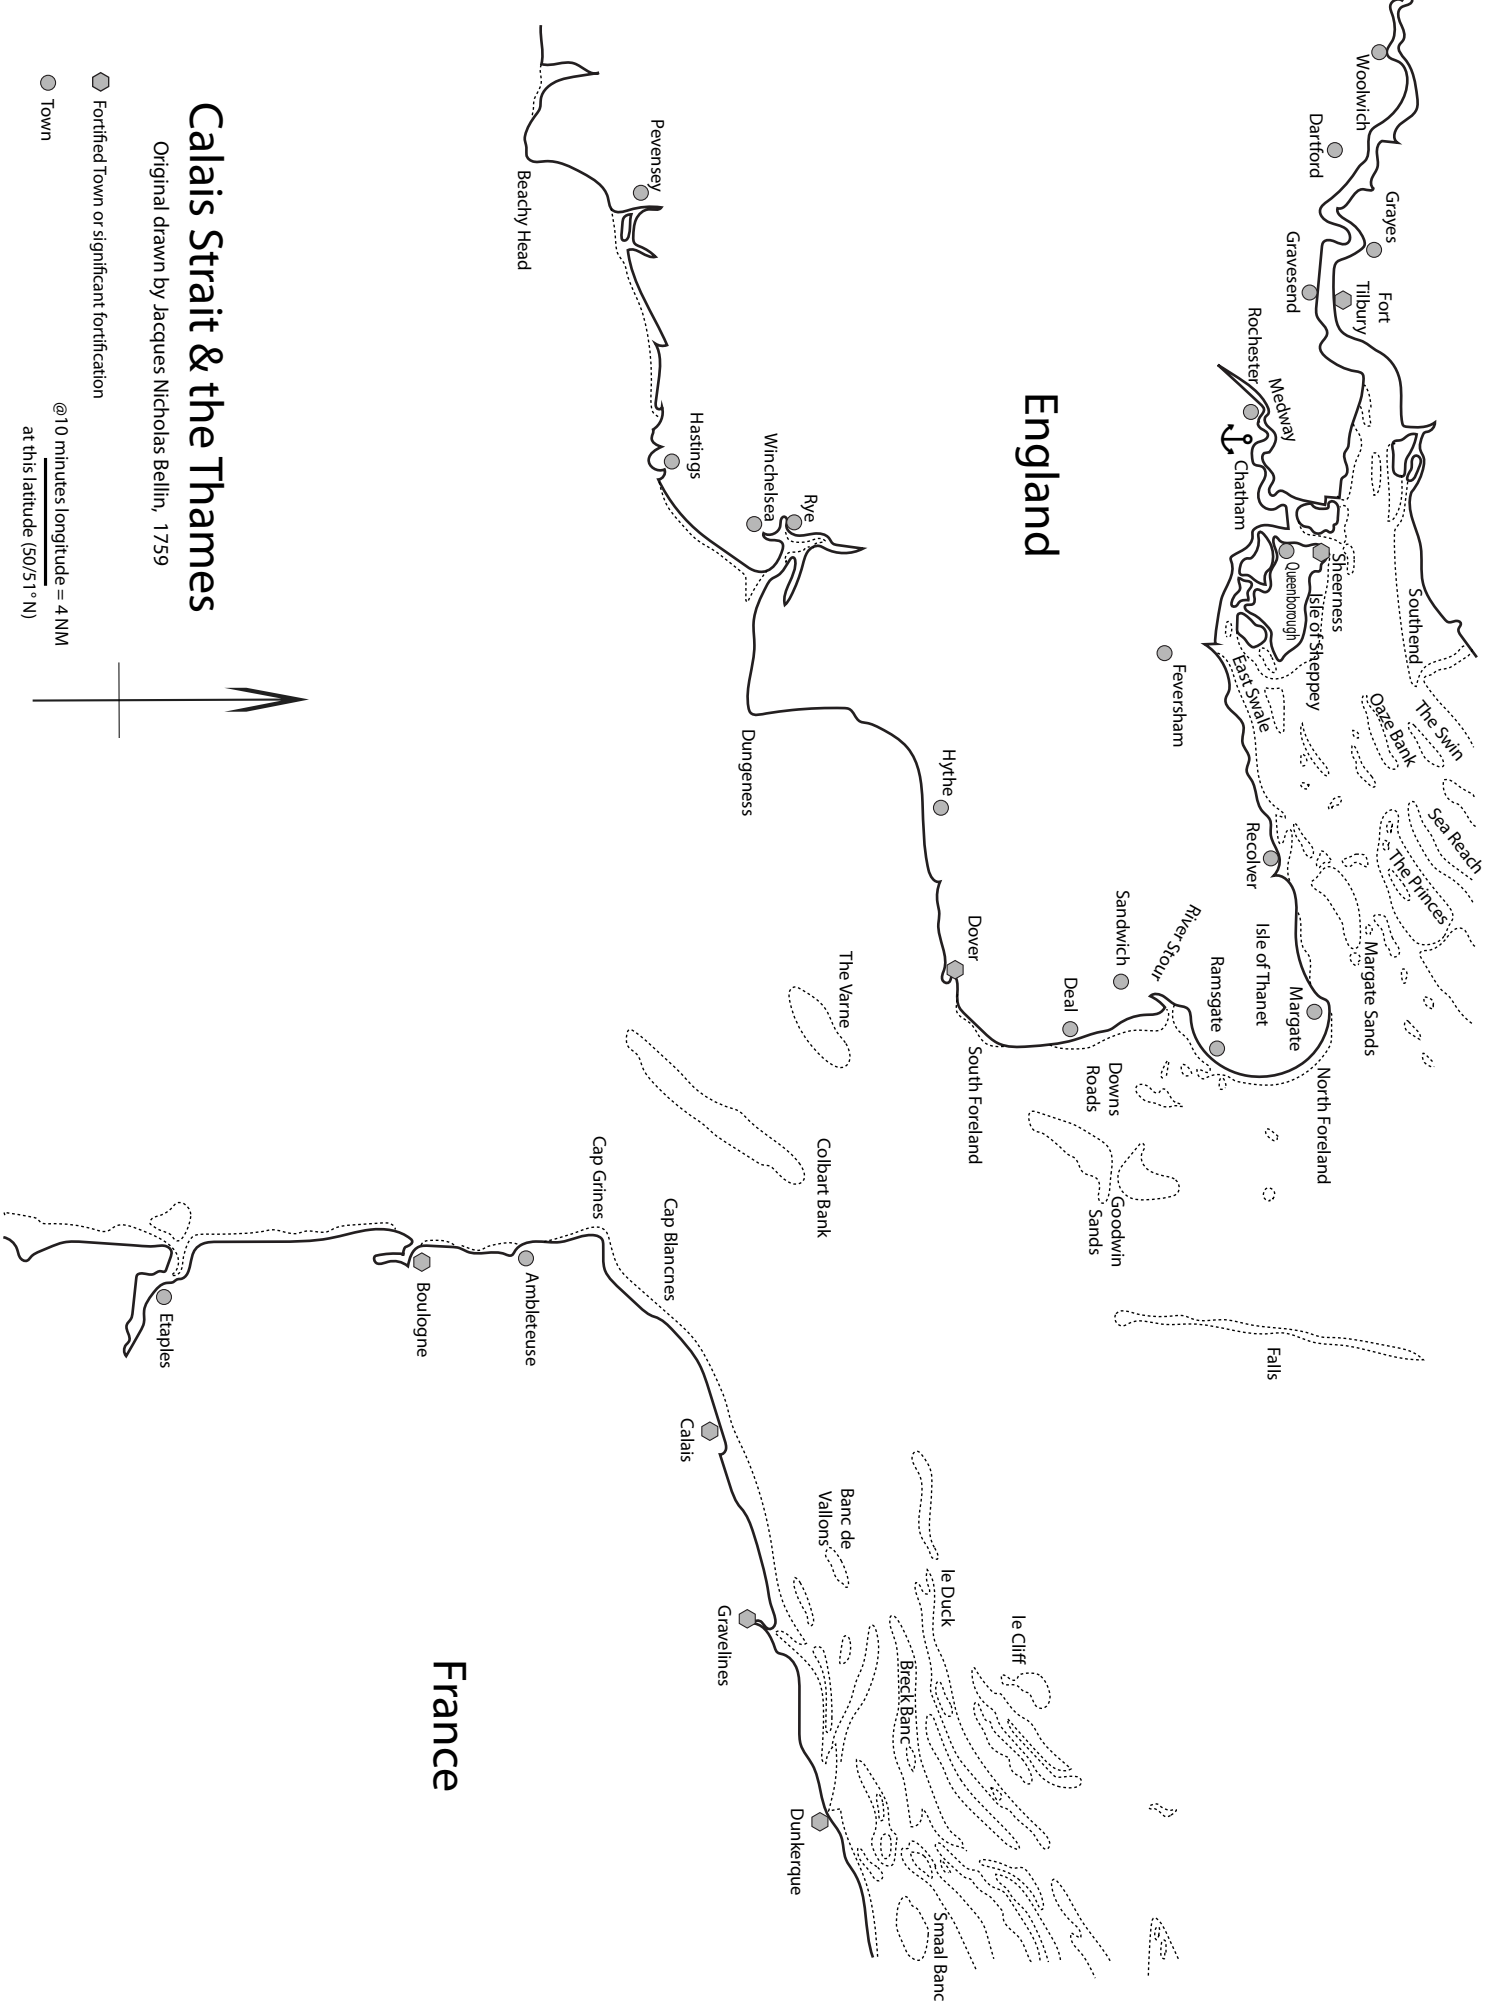 Calais Strait & the Thames
Original drawn by Jacques Nicholas Bellin, 1759
Fortified Town or significant fortification
Town
@10 minutes longitude = 4 NM
at this latitude (50/51° N)
England
France
Woolwich
Dartford
Grayes
Gravesend
Fort
Tilbury
Rochester
Medway
Chatham
Sheerness
Queenborough
Isle of Sheppey
Southend
East Swale
Feversham
Oaze Bank
The Swin
Sea Reach
The Princes
Recolver
Margate Sands
Isle of Thanet
Margate
North Foreland
Ramsgate
River Stour
Sandwich
Deal
Downs
Roads
Goodwin
Sands
Falls
South Foreland
Dover
Hythe
Dungeness
Rye
Winchelsea
Hastings
Pevensey
Beachy Head
The Varne
Colbart Bank
Cap Grines
Cap Blancnes
Ambleteuse
Boulogne
Etaples
Calais
Banc de
Vallons
Gravelines
le Duck
le Cliff
Breck Banc
Dunkerque
Smaal Banc